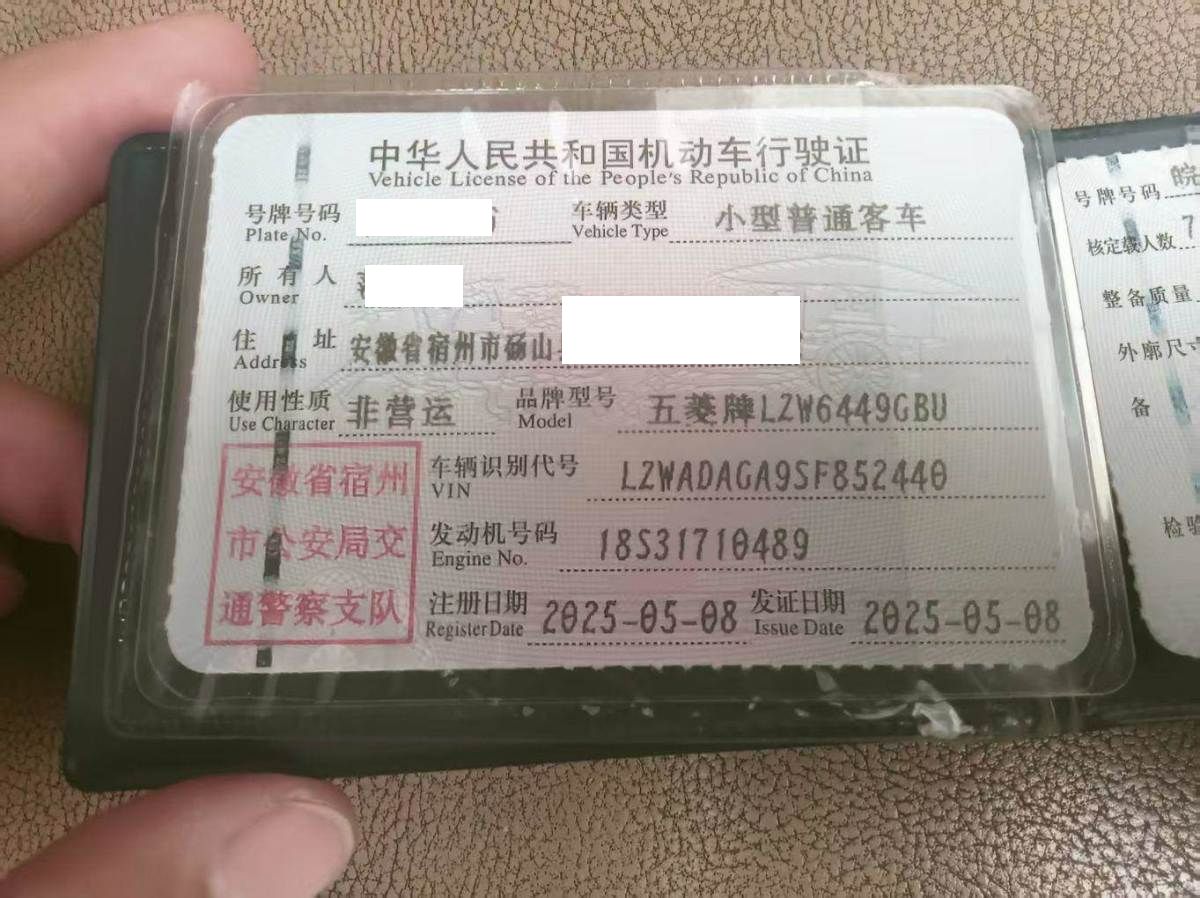 中华人民共和国机动车行驶证
Vehicle License of the People's Republic of China
号牌号码
Plate No.
车辆类型 小型普通客车
Vehicle Type
所有人
Owner
住址 安徽省宿州市砀山
Address
使用性质 非营运
Use Character
品牌型号 五菱牌LZW6449GBU
Model
安徽省宿州
市公安局交
通警察支队
车辆识别代号 LZWADAGA9SF852440
VIN
发动机号码 18S31710489
Engine No.
注册日期 2025-05-08
Register Date
发证日期 2025-05-08
Issue Date
号牌号码 皖
核定载人数 7
整备质量
外廓尺寸
备
检验